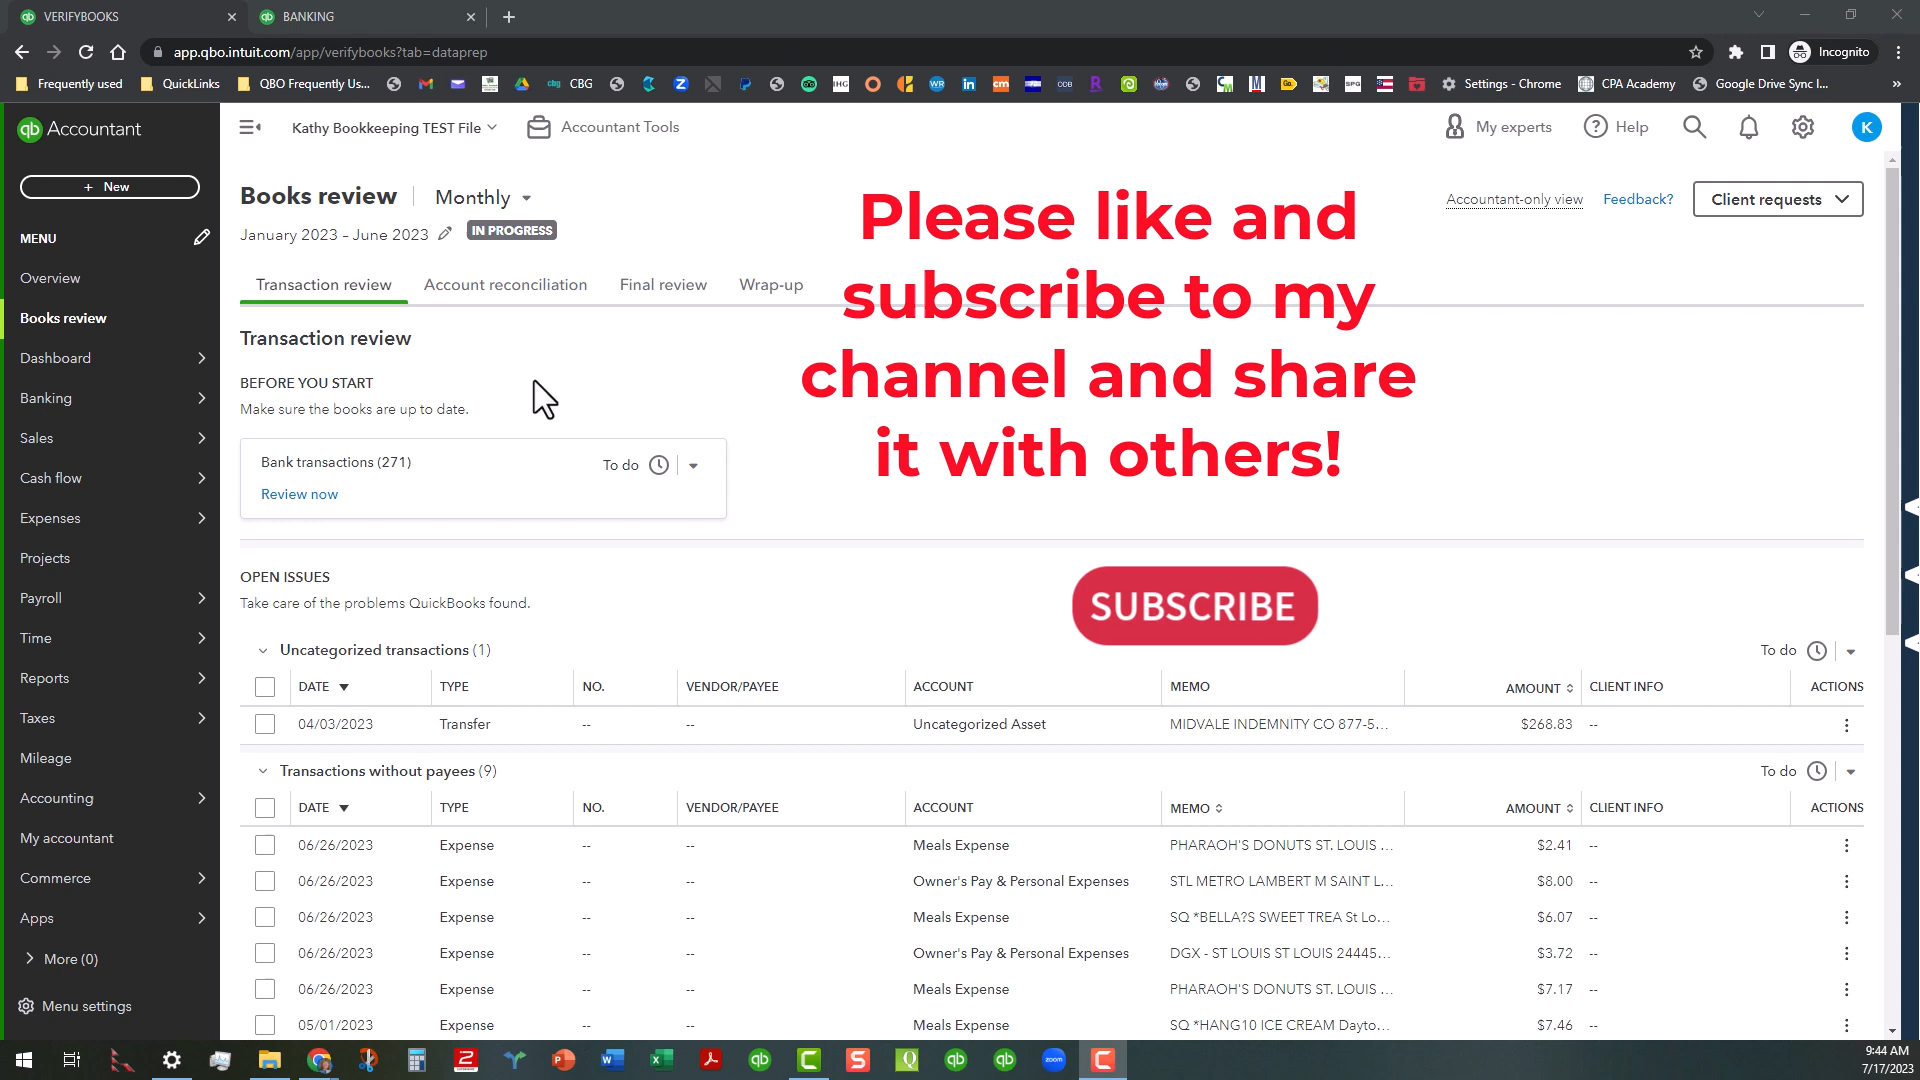 VERIFYBOOKS
BANKING
app.qbo.intuit.com/app/verifybooks?tab=dataprep
Incognito
Frequently used
QuickLinks
QBO Frequently Us...
CBG
Settings - Chrome
CPA Academy
Google Drive Sync I...
qb Accountant
Kathy Bookkeeping TEST File
Accountant Tools
My experts
Help
K
+ New
MENU
Overview
Books review
Dashboard
Banking
Sales
Cash flow
Expenses
Projects
Payroll
Time
Reports
Taxes
Mileage
Accounting
My accountant
Commerce
Apps
More (0)
Menu settings
Books review
Monthly
Accountant-only view
Feedback?
Client requests
January 2023 – June 2023
IN PROGRESS
Please like and
subscribe to my
channel and share
it with others!
SUBSCRIBE
Transaction review
Account reconciliation
Final review
Wrap-up
Transaction review
BEFORE YOU START
Make sure the books are up to date.
Bank transactions (271)
To do
Review now
OPEN ISSUES
Take care of the problems QuickBooks found.
Uncategorized transactions (1)
To do
DATE TYPE NO. VENDOR/PAYEE ACCOUNT MEMO AMOUNT CLIENT INFO ACTIONS
04/03/2023 Transfer -- -- Uncategorized Asset MIDVALE INDEMNITY CO 877-5... $268.83 --
Transactions without payees (9)
To do
DATE TYPE NO. VENDOR/PAYEE ACCOUNT MEMO AMOUNT CLIENT INFO ACTIONS
06/26/2023 Expense -- -- Meals Expense PHARAOH'S DONUTS ST. LOUIS ... $2.41 --
06/26/2023 Expense -- -- Owner's Pay & Personal Expenses STL METRO LAMBERT M SAINT L... $8.00 --
06/26/2023 Expense -- -- Meals Expense SQ *BELLA?S SWEET TREA St Lo... $6.07 --
06/26/2023 Expense -- -- Owner's Pay & Personal Expenses DGX - ST LOUIS ST LOUIS 24445... $3.72 --
06/26/2023 Expense -- -- Meals Expense PHARAOH'S DONUTS ST. LOUIS ... $7.17 --
05/01/2023 Expense -- -- Meals Expense SQ *HANG10 ICE CREAM Dayto... $7.46 --
9:44 AM
7/17/2023